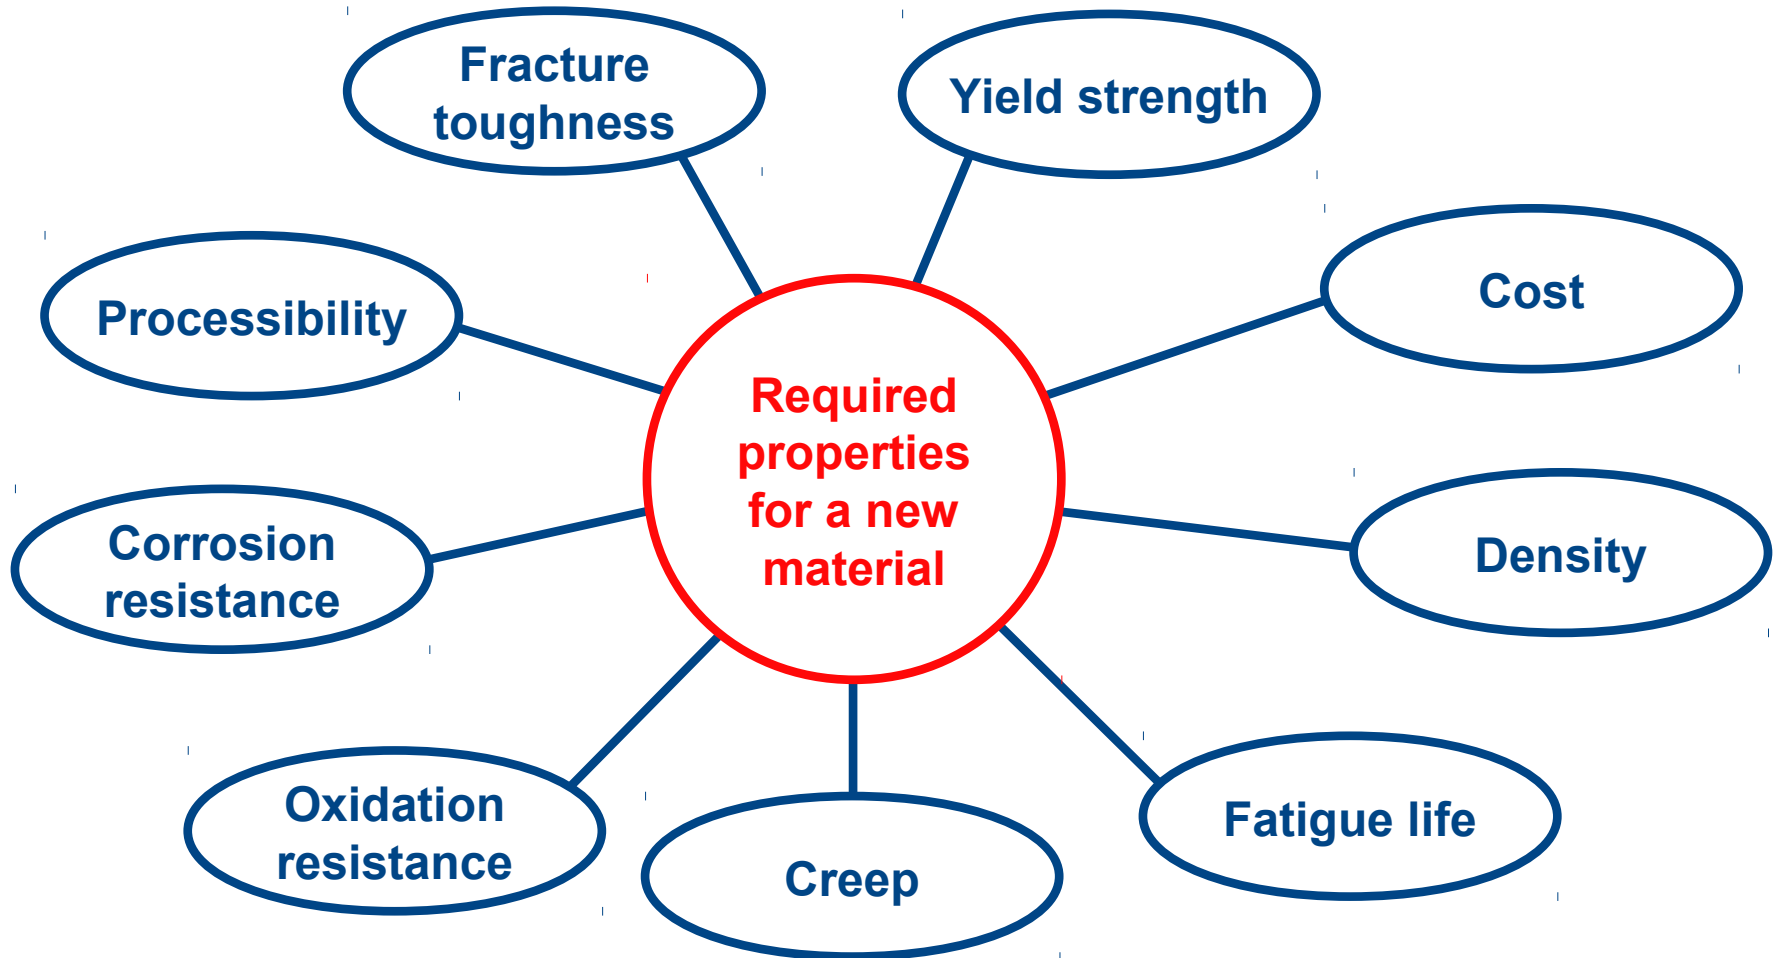 Fracture
toughness
Yield strength
Processibility
Cost
Required
properties
for a new
material
Corrosion
resistance
Density
Oxidation
resistance
Creep
Fatigue life